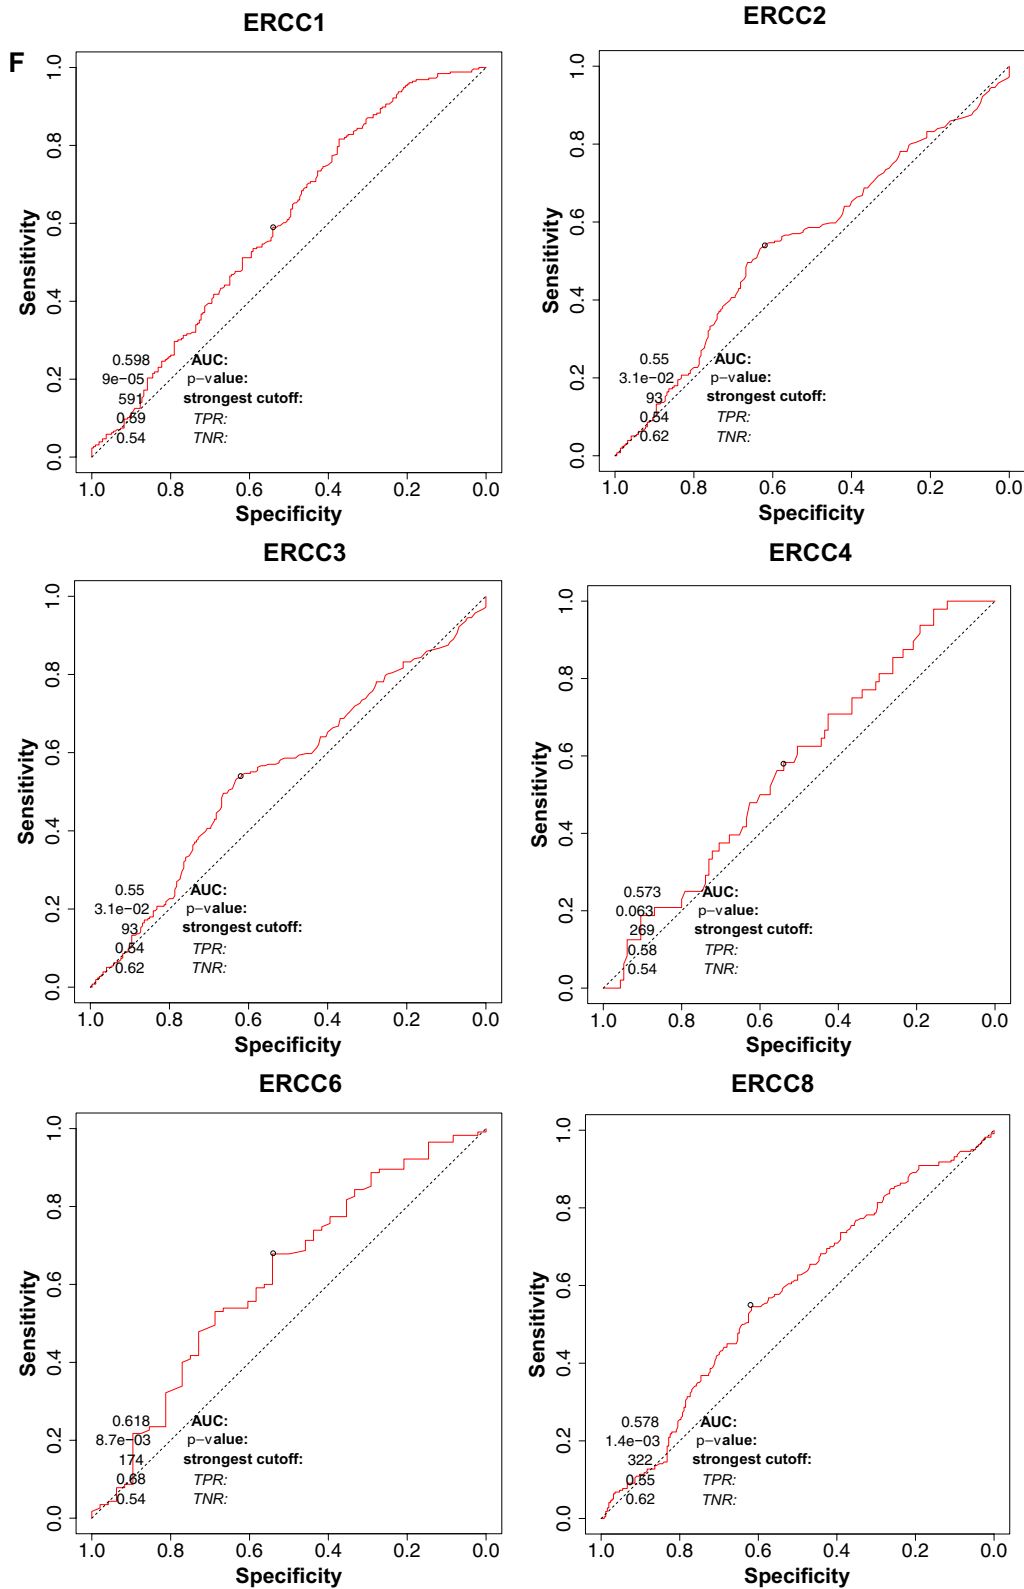 F
ERCC1
Sensitivity
1.0
0.8
0.6
0.4
0.2
0.0
0.598 AUC:
9e−05 p−value:
591 strongest cutoff:
0.59 TPR:
0.54 TNR:
1.0 0.8 0.6 0.4 0.2 0.0
Specificity
ERCC2
Sensitivity
1.0
0.8
0.6
0.4
0.2
0.0
0.55 AUC:
3.1e−02 p−value:
93 strongest cutoff:
0.54 TPR:
0.62 TNR:
1.0 0.8 0.6 0.4 0.2 0.0
Specificity
ERCC3
Sensitivity
1.0
0.8
0.6
0.4
0.2
0.0
0.55 AUC:
3.1e−02 p−value:
93 strongest cutoff:
0.54 TPR:
0.62 TNR:
1.0 0.8 0.6 0.4 0.2 0.0
Specificity
ERCC4
Sensitivity
1.0
0.8
0.6
0.4
0.2
0.0
0.573 AUC:
0.063 p−value:
269 strongest cutoff:
0.58 TPR:
0.54 TNR:
1.0 0.8 0.6 0.4 0.2 0.0
Specificity
ERCC6
Sensitivity
1.0
0.8
0.6
0.4
0.2
0.0
0.618 AUC:
8.7e−03 p−value:
174 strongest cutoff:
0.68 TPR:
0.54 TNR:
1.0 0.8 0.6 0.4 0.2 0.0
Specificity
ERCC8
Sensitivity
1.0
0.8
0.6
0.4
0.2
0.0
0.578 AUC:
1.4e−03 p−value:
322 strongest cutoff:
0.55 TPR:
0.62 TNR:
1.0 0.8 0.6 0.4 0.2 0.0
Specificity